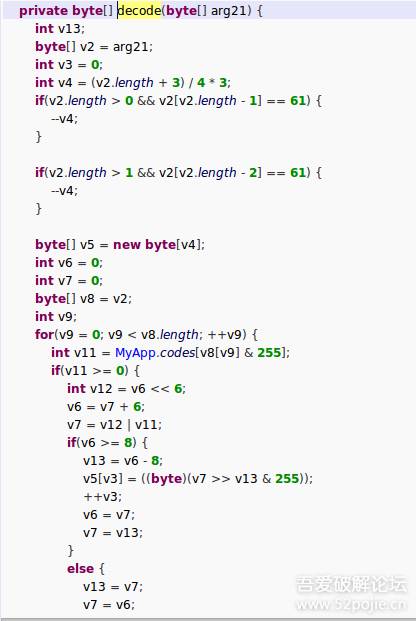 private byte[] decode(byte[] arg21) {
int v13;
byte[] v2 = arg21;
int v3 = 0;
int v4 = (v2.length + 3) / 4 * 3;
if(v2.length > 0 && v2[v2.length - 1] == 61) {
--v4;
}
if(v2.length > 1 && v2[v2.length - 2] == 61) {
--v4;
}
byte[] v5 = new byte[v4];
int v6 = 0;
int v7 = 0;
byte[] v8 = v2;
int v9;
for(v9 = 0; v9 < v8.length; ++v9) {
int v11 = MyApp.codes[v8[v9] & 255];
if(v11 >= 0) {
int v12 = v6 << 6;
v6 = v7 + 6;
v7 = v12 | v11;
if(v6 >= 8) {
v13 = v6 - 8;
v5[v3] = ((byte)(v7 >> v13 & 255));
++v3;
v6 = v7;
v7 = v13;
}
else {
v13 = v7;
v7 = v6;
吾爱破解论坛
www.52pojie.cn